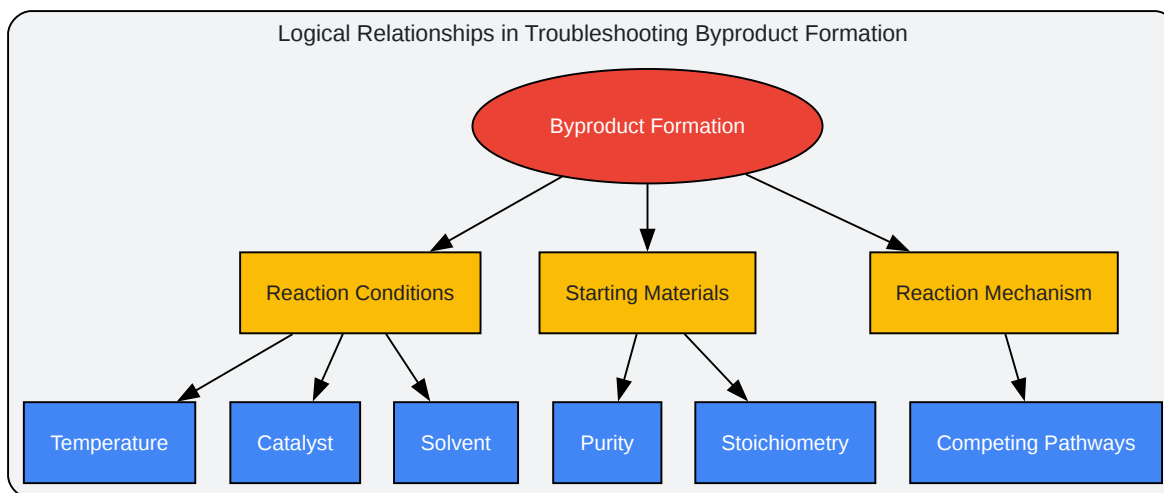 Logical Relationships in Troubleshooting Byproduct Formation
Byproduct Formation
Reaction Conditions
Starting Materials
Reaction Mechanism
Temperature
Catalyst
Solvent
Purity
Stoichiometry
Competing Pathways